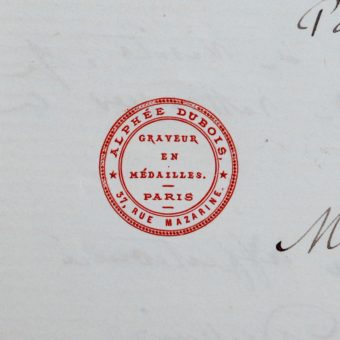 ALPHÉE DUBOIS,
GRAVEUR
EN
MÉDAILLES.
PARIS
37, RUE MAZARINE.